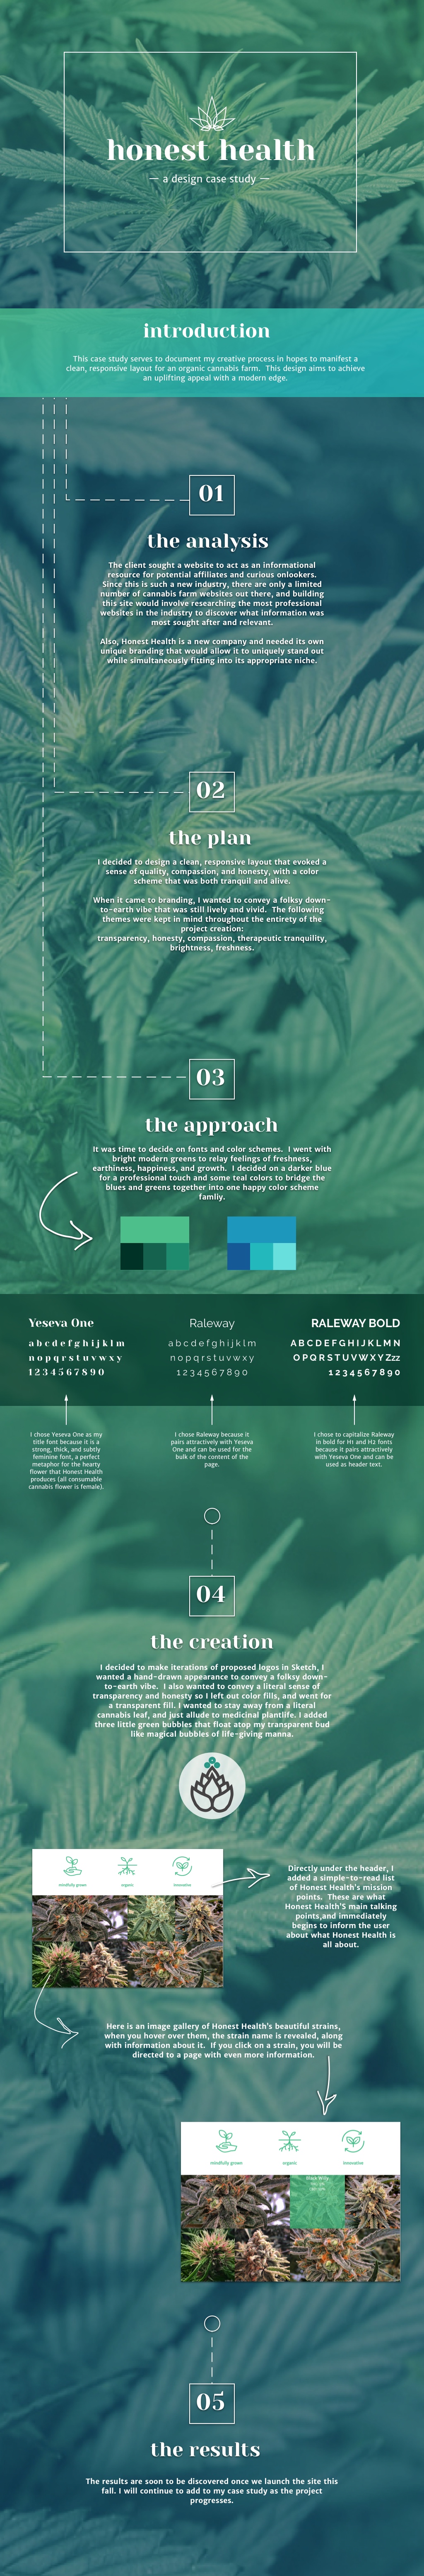 honest health
— a design case study —
introduction
This case study serves to document my creative process in hopes to manifest a
clean, responsive layout for an organic cannabis farm. This design aims to achieve
an uplifting appeal with a modern edge.
01
the analysis
The client sought a website to act as an informational
resource for potential affiliates and curious onlookers.
Since this is such a new industry, there are only a limited
number of cannabis farm websites out there, and building
this site would involve researching the most professional
websites in the industry to discover what information was
most sought after and relevant.
Also, Honest Health is a new company and needed its own
unique branding that would allow it to uniquely stand out
while simultaneously fitting into its appropriate niche.
02
the plan
I decided to design a clean, responsive layout that evoked a
sense of quality, compassion, and honesty, with a color
scheme that was both tranquil and alive.
When it came to branding, I wanted to convey a folksy down-
to-earth vibe that was still lively and vivid. The following
themes were kept in mind throughout the entirety of the
project creation:
transparency, honesty, compassion, therapeutic tranquility,
brightness, freshness.
03
the approach
It was time to decide on fonts and color schemes. I went with
bright modern greens to relay feelings of freshness,
earthiness, happiness, and growth. I decided on a darker blue
for a professional touch and some teal colors to bridge the
blues and greens together into one happy color scheme
famliy.
Yeseva One
a b c d e f g h i j k l m
n o p q r s t u v w x y
1 2 3 4 5 6 7 8 9 0
I chose Yeseva One as my
title font because it is a
strong, thick, and subtly
feminine font, a perfect
metaphor for the hearty
flower that Honest Health
produces (all consumable
cannabis flower is female).
Raleway
a b c d e f g h i j k l m
n o p q r s t u v w x y
1 2 3 4 5 6 7 8 9 0
I chose Raleway because it
pairs attractively with Yeseva
One and can be used for the
bulk of the content of the
page.
RALEWAY BOLD
A B C D E F G H I J K L M N
O P Q R S T U V W X Y Z zz
1 2 3 4 5 6 7 8 9 0
I chose to capitalize Raleway
in bold for H1 and H2 fonts
because it pairs attractively
with Yeseva One and can be
used as header text.
04
the creation
I decided to make iterations of proposed logos in Sketch, I
wanted a hand-drawn appearance to convey a folksy down-
to-earth vibe. I also wanted to convey a literal sense of
transparency and honesty so I left out color fills, and went for
a transparent fill. I wanted to stay away from a literal
cannabis leaf, and just allude to medicinal plantlife. I added
three little green bubbles that float atop my transparent bud
like magical bubbles of life-giving manna.
mindfully grown
organic
innovative
Directly under the header, I
added a simple-to-read list
of Honest Health's mission
points. These are what
Honest Health'S main talking
points,and immediately
begins to inform the user
about what Honest Health is
all about.
Here is an image gallery of Honest Health's beautiful strains,
when you hover over them, the strain name is revealed, along
with information about it. If you click on a strain, you will be
directed to a page with even more information.
mindfully grown
organic
innovative
05
the results
The results are soon to be discovered once we launch the site this
fall. I will continue to add to my case study as the project
progresses.